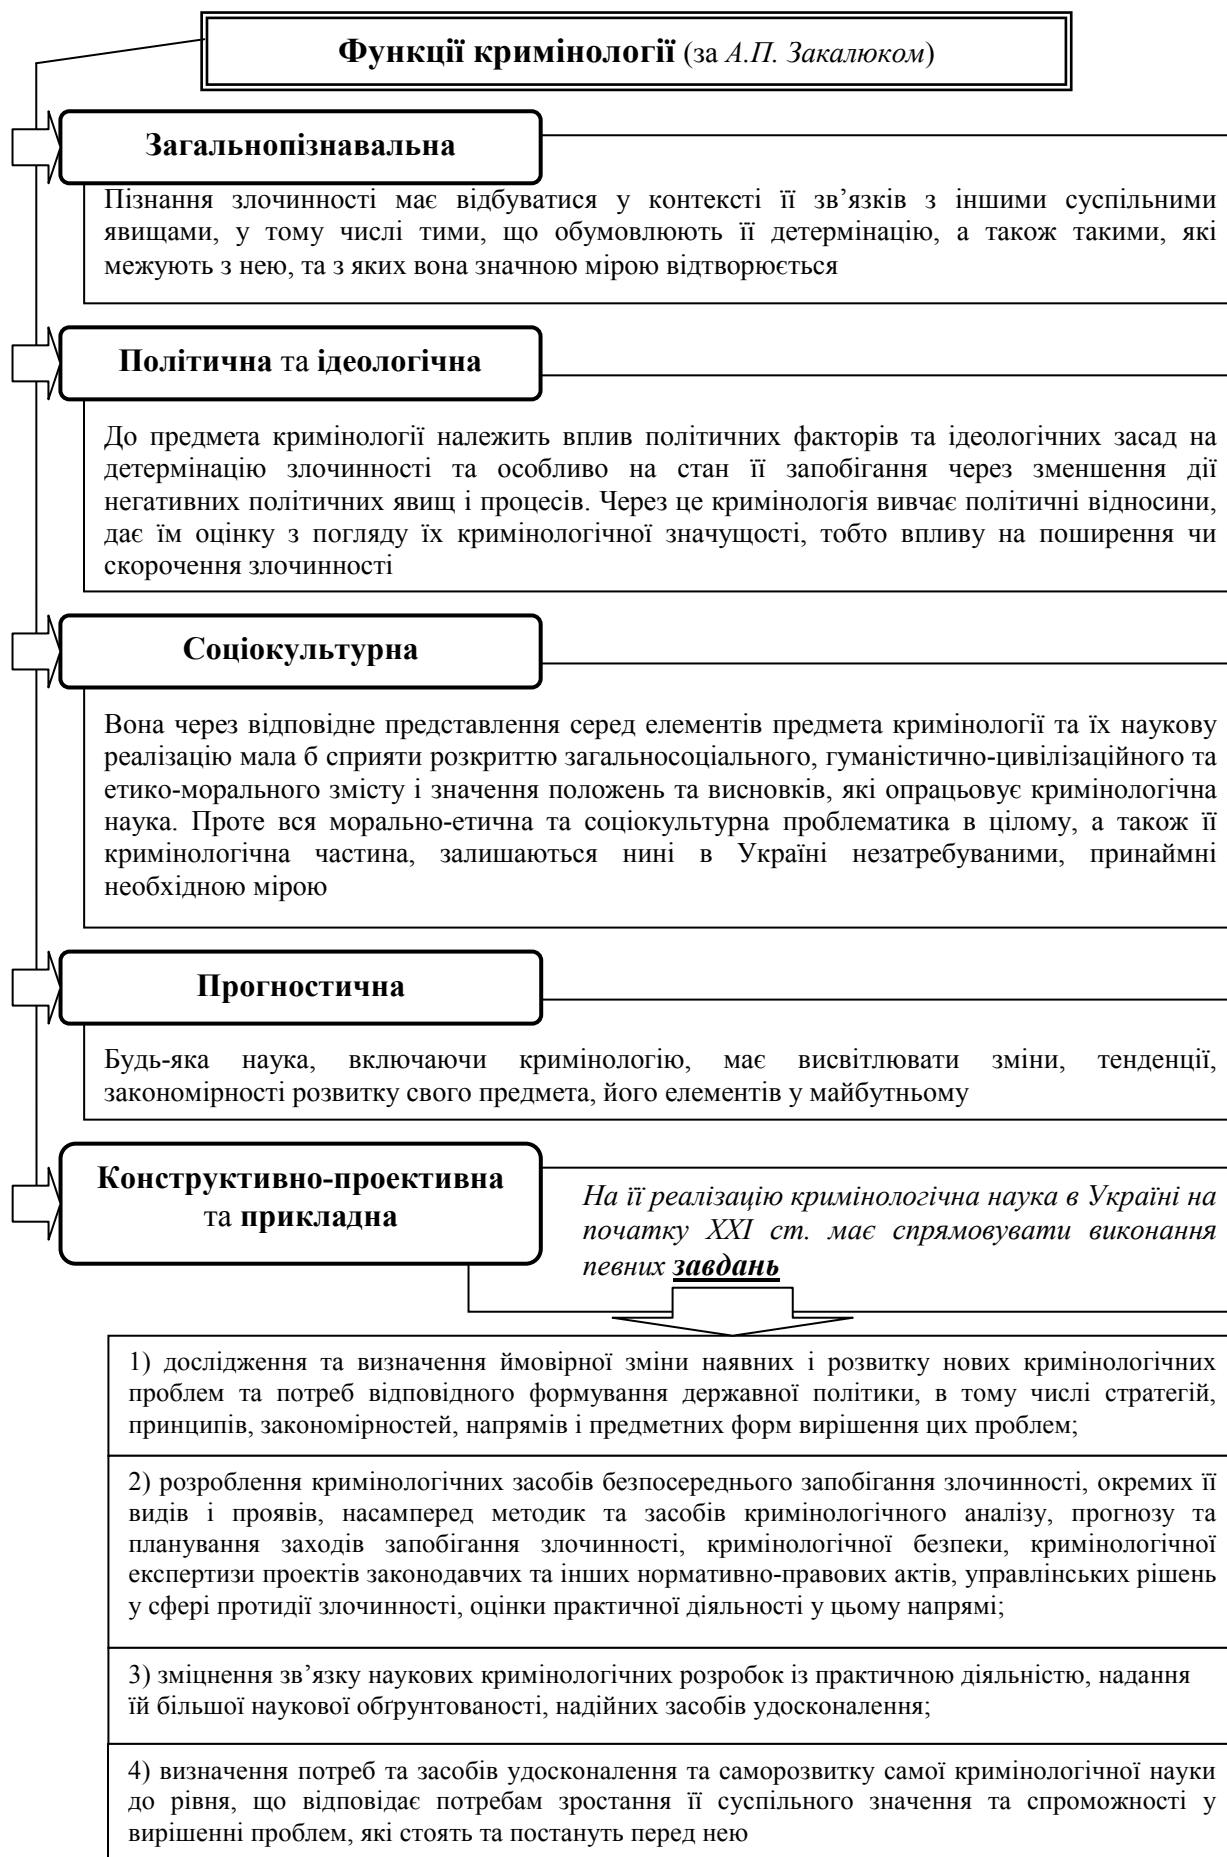 Функції кримінології (за А.П. Закалюком)
Загальнопізнавальна
Пізнання злочинності має відбуватися у контексті її зв’язків з іншими суспільними
явищами, у тому числі тими, що обумовлюють її детермінацію, а також такими, які
межують з нею, та з яких вона значною мірою відтворюється
Політична та ідеологічна
До предмета кримінології належить вплив політичних факторів та ідеологічних засад на
детермінацію злочинності та особливо на стан її запобігання через зменшення дії
негативних політичних явищ і процесів. Через це кримінологія вивчає політичні відносини,
дає їм оцінку з погляду їх кримінологічної значущості, тобто впливу на поширення чи
скорочення злочинності
Соціокультурна
Вона через відповідне представлення серед елементів предмета кримінології та їх наукову
реалізацію мала б сприяти розкриттю загальносоціального, гуманістично-цивілізаційного та
етико-морального змісту і значення положень та висновків, які опрацьовує кримінологічна
наука. Проте вся морально-етична та соціокультурна проблематика в цілому, а також її
кримінологічна частина, залишаються нині в Україні незатребуваними, принаймні
необхідною мірою
Прогностична
Будь-яка наука, включаючи кримінологію, має висвітлювати зміни, тенденції,
закономірності розвитку свого предмета, його елементів у майбутньому
Конструктивно-проективна
та прикладна
На її реалізацію кримінологічна наука в Україні на
початку ХХІ ст. має спрямовувати виконання
певних завдань
1) дослідження та визначення ймовірної зміни наявних і розвитку нових кримінологічних
проблем та потреб відповідного формування державної політики, в тому числі стратегій,
принципів, закономірностей, напрямів і предметних форм вирішення цих проблем;
2) розроблення кримінологічних засобів безпосереднього запобігання злочинності, окремих її
видів і проявів, насамперед методик та засобів кримінологічного аналізу, прогнозу та
планування заходів запобігання злочинності, кримінологічної безпеки, кримінологічної
експертизи проектів законодавчих та інших нормативно-правових актів, управлінських рішень
у сфері протидії злочинності, оцінки практичної діяльності у цьому напрямі;
3) зміцнення зв’язку наукових кримінологічних розробок із практичною діяльністю, надання
їй більшої наукової обґрунтованості, надійних засобів удосконалення;
4) визначення потреб та засобів удосконалення та саморозвитку самої кримінологічної науки
до рівня, що відповідає потребам зростання її суспільного значення та спроможності у
вирішенні проблем, які стоять та постануть перед нею